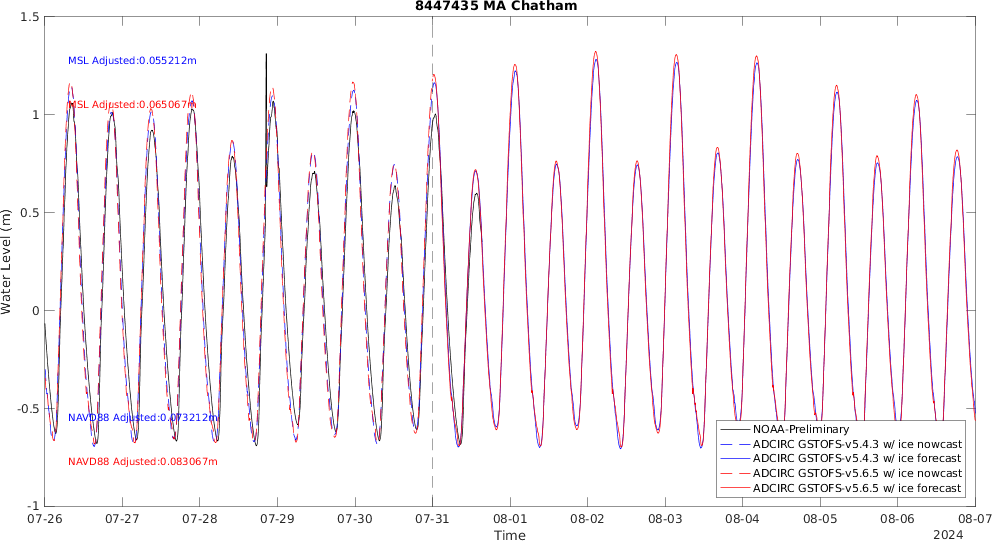 8447435 MA Chatham
1.5
1
0.5
0
-0.5
-1
Water Level (m)
MSL Adjusted:0.055212m
MSL Adjusted:0.065067m
NAVD88 Adjusted:0.073212m
NAVD88 Adjusted:0.083067m
NOAA-Preliminary
ADCIRC GSTOFS-v5.4.3 w/ ice nowcast
ADCIRC GSTOFS-v5.4.3 w/ ice forecast
ADCIRC GSTOFS-v5.6.5 w/ ice nowcast
ADCIRC GSTOFS-v5.6.5 w/ ice forecast
07-26 07-27 07-28 07-29 07-30 07-31 08-01 08-02 08-03 08-04 08-05 08-06 08-07
Time
2024